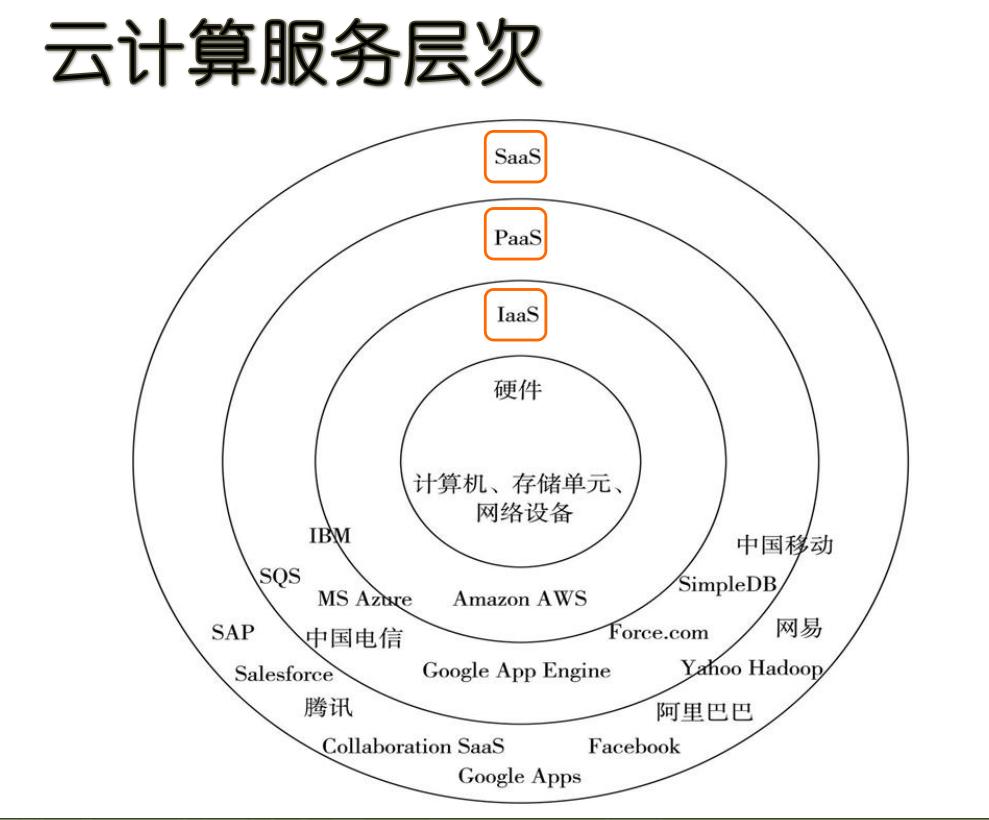 云计算服务层次
SaaS
PaaS
IaaS
硬件
计算机、存储单元、
网络设备
IBM
中国移动
SQS
SimpleDB
MS Azure
Amazon AWS
SAP
中国电信
Force.com
网易
Salesforce
Google App Engine
Yahoo Hadoop
腾讯
阿里巴巴
Collaboration SaaS
Facebook
Google Apps